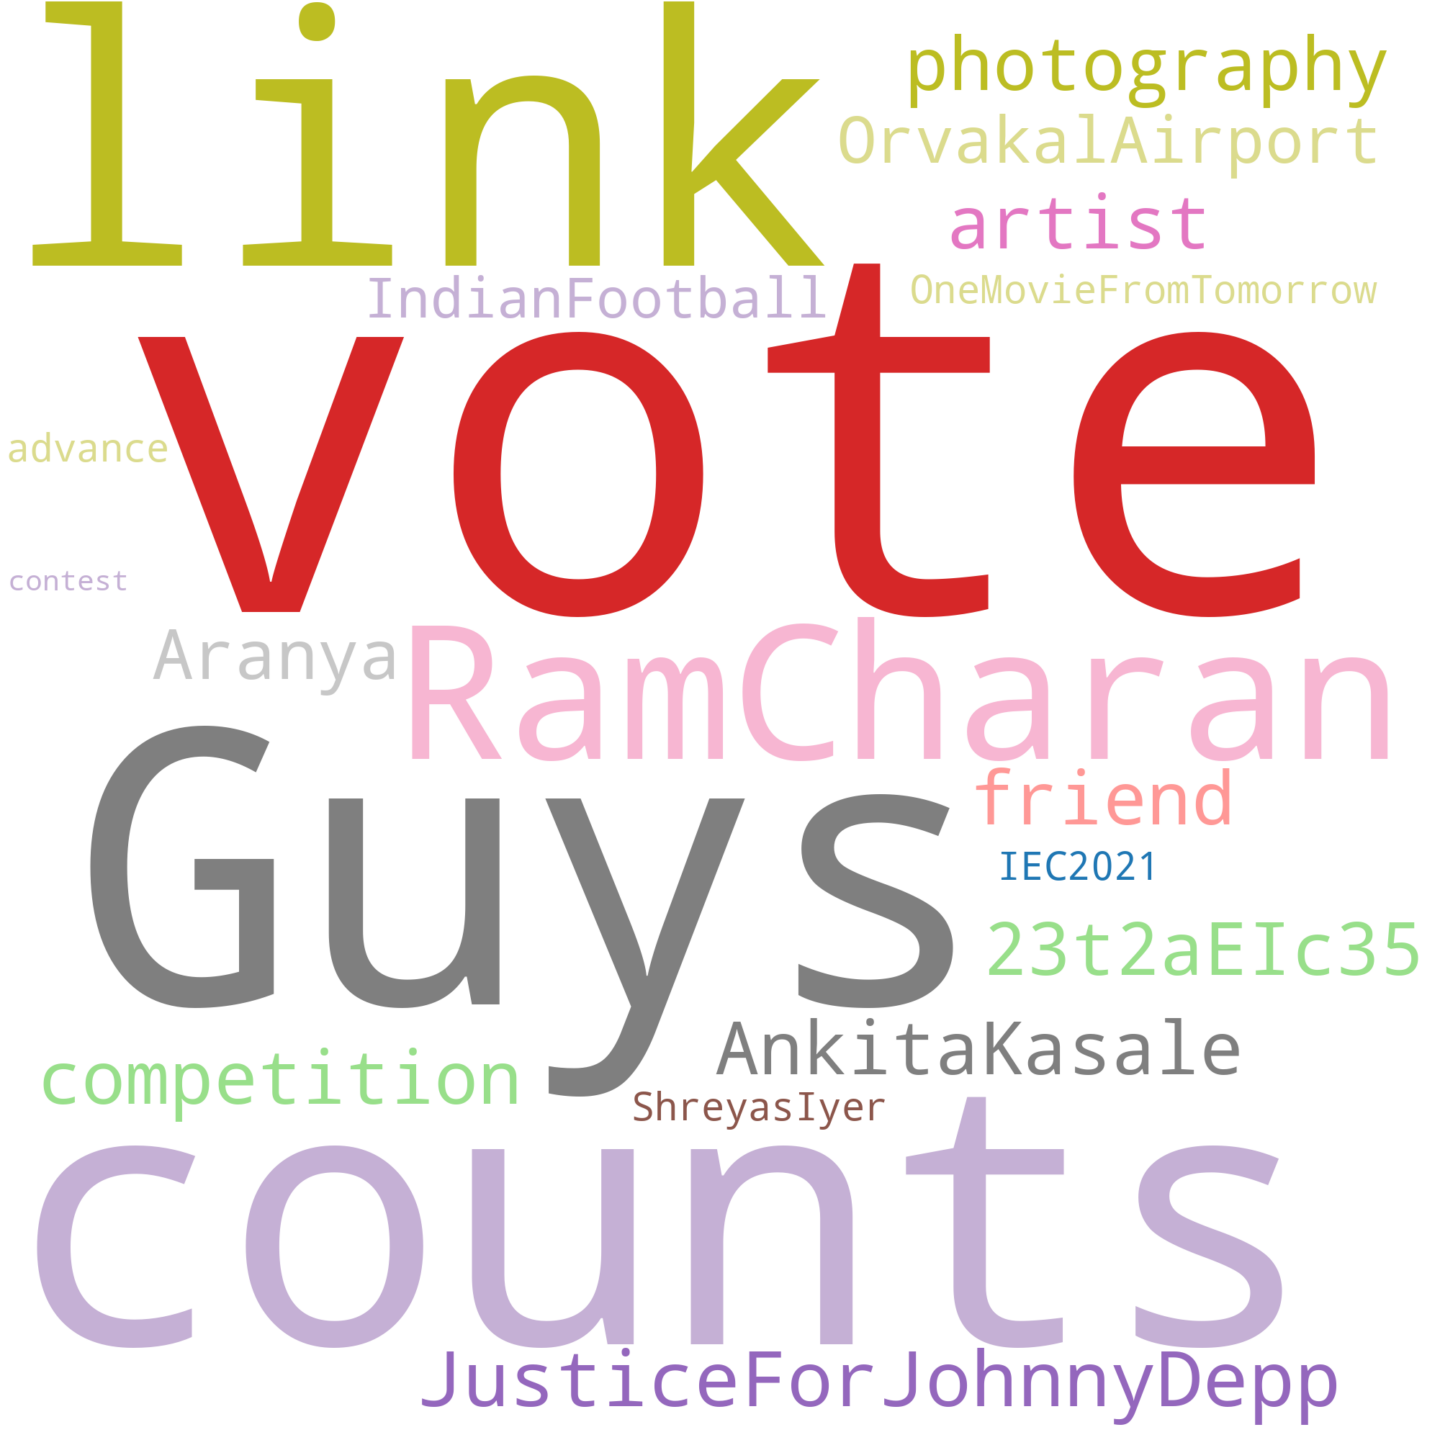 link
photography
OrvakalAirport
artist
IndianFootball
OneMovieFromTomorrow
vote
advance
contest
Aranya
RamCharan
Guys
friend
IEC2021
23t2aEIc35
AnkitaKasale
competition
ShreyasIyer
counts
JusticeForJohnnyDepp